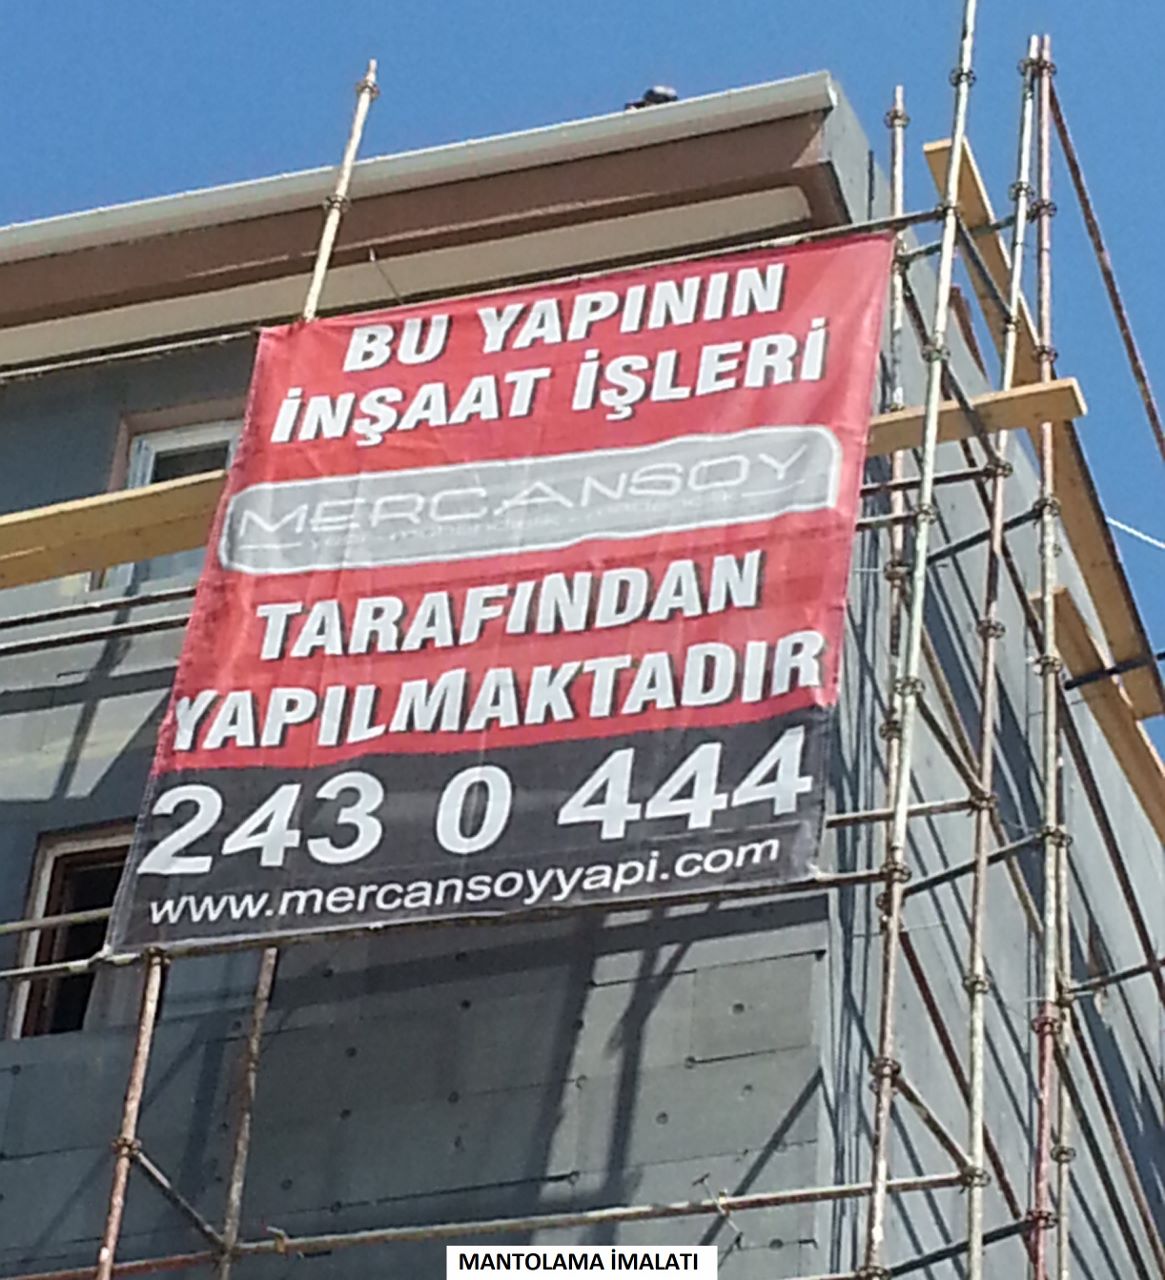 BU YAPININ
İNŞAAT İŞLERİ
MERCANSOY
TARAFINDAN
YAPILMAKTADIR
243 0 444
www.mercansoyyapi.com
MANTOLAMA İMALATI